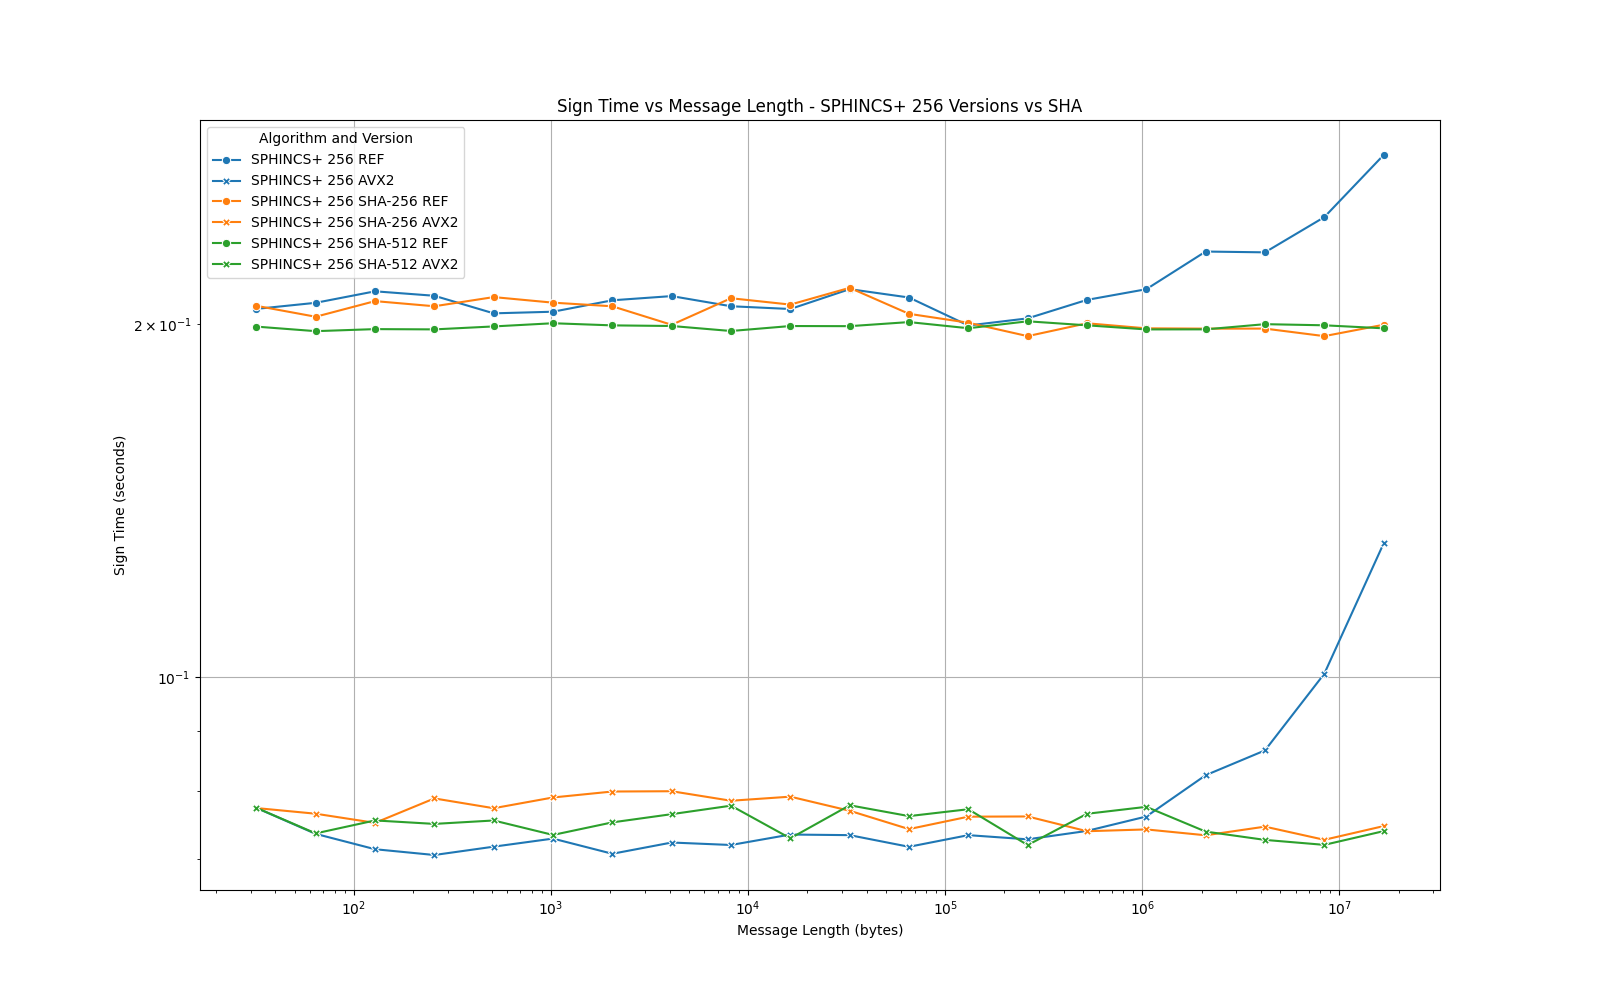 Sign Time vs Message Length - SPHINCS+ 256 Versions vs SHA
Algorithm and Version
SPHINCS+ 256 REF
SPHINCS+ 256 AVX2
SPHINCS+ 256 SHA-256 REF
SPHINCS+ 256 SHA-256 AVX2
SPHINCS+ 256 SHA-512 REF
SPHINCS+ 256 SHA-512 AVX2
2 × 10⁻¹
10⁻¹
Sign Time (seconds)
10² 10³ 10⁴ 10⁵ 10⁶ 10⁷
Message Length (bytes)